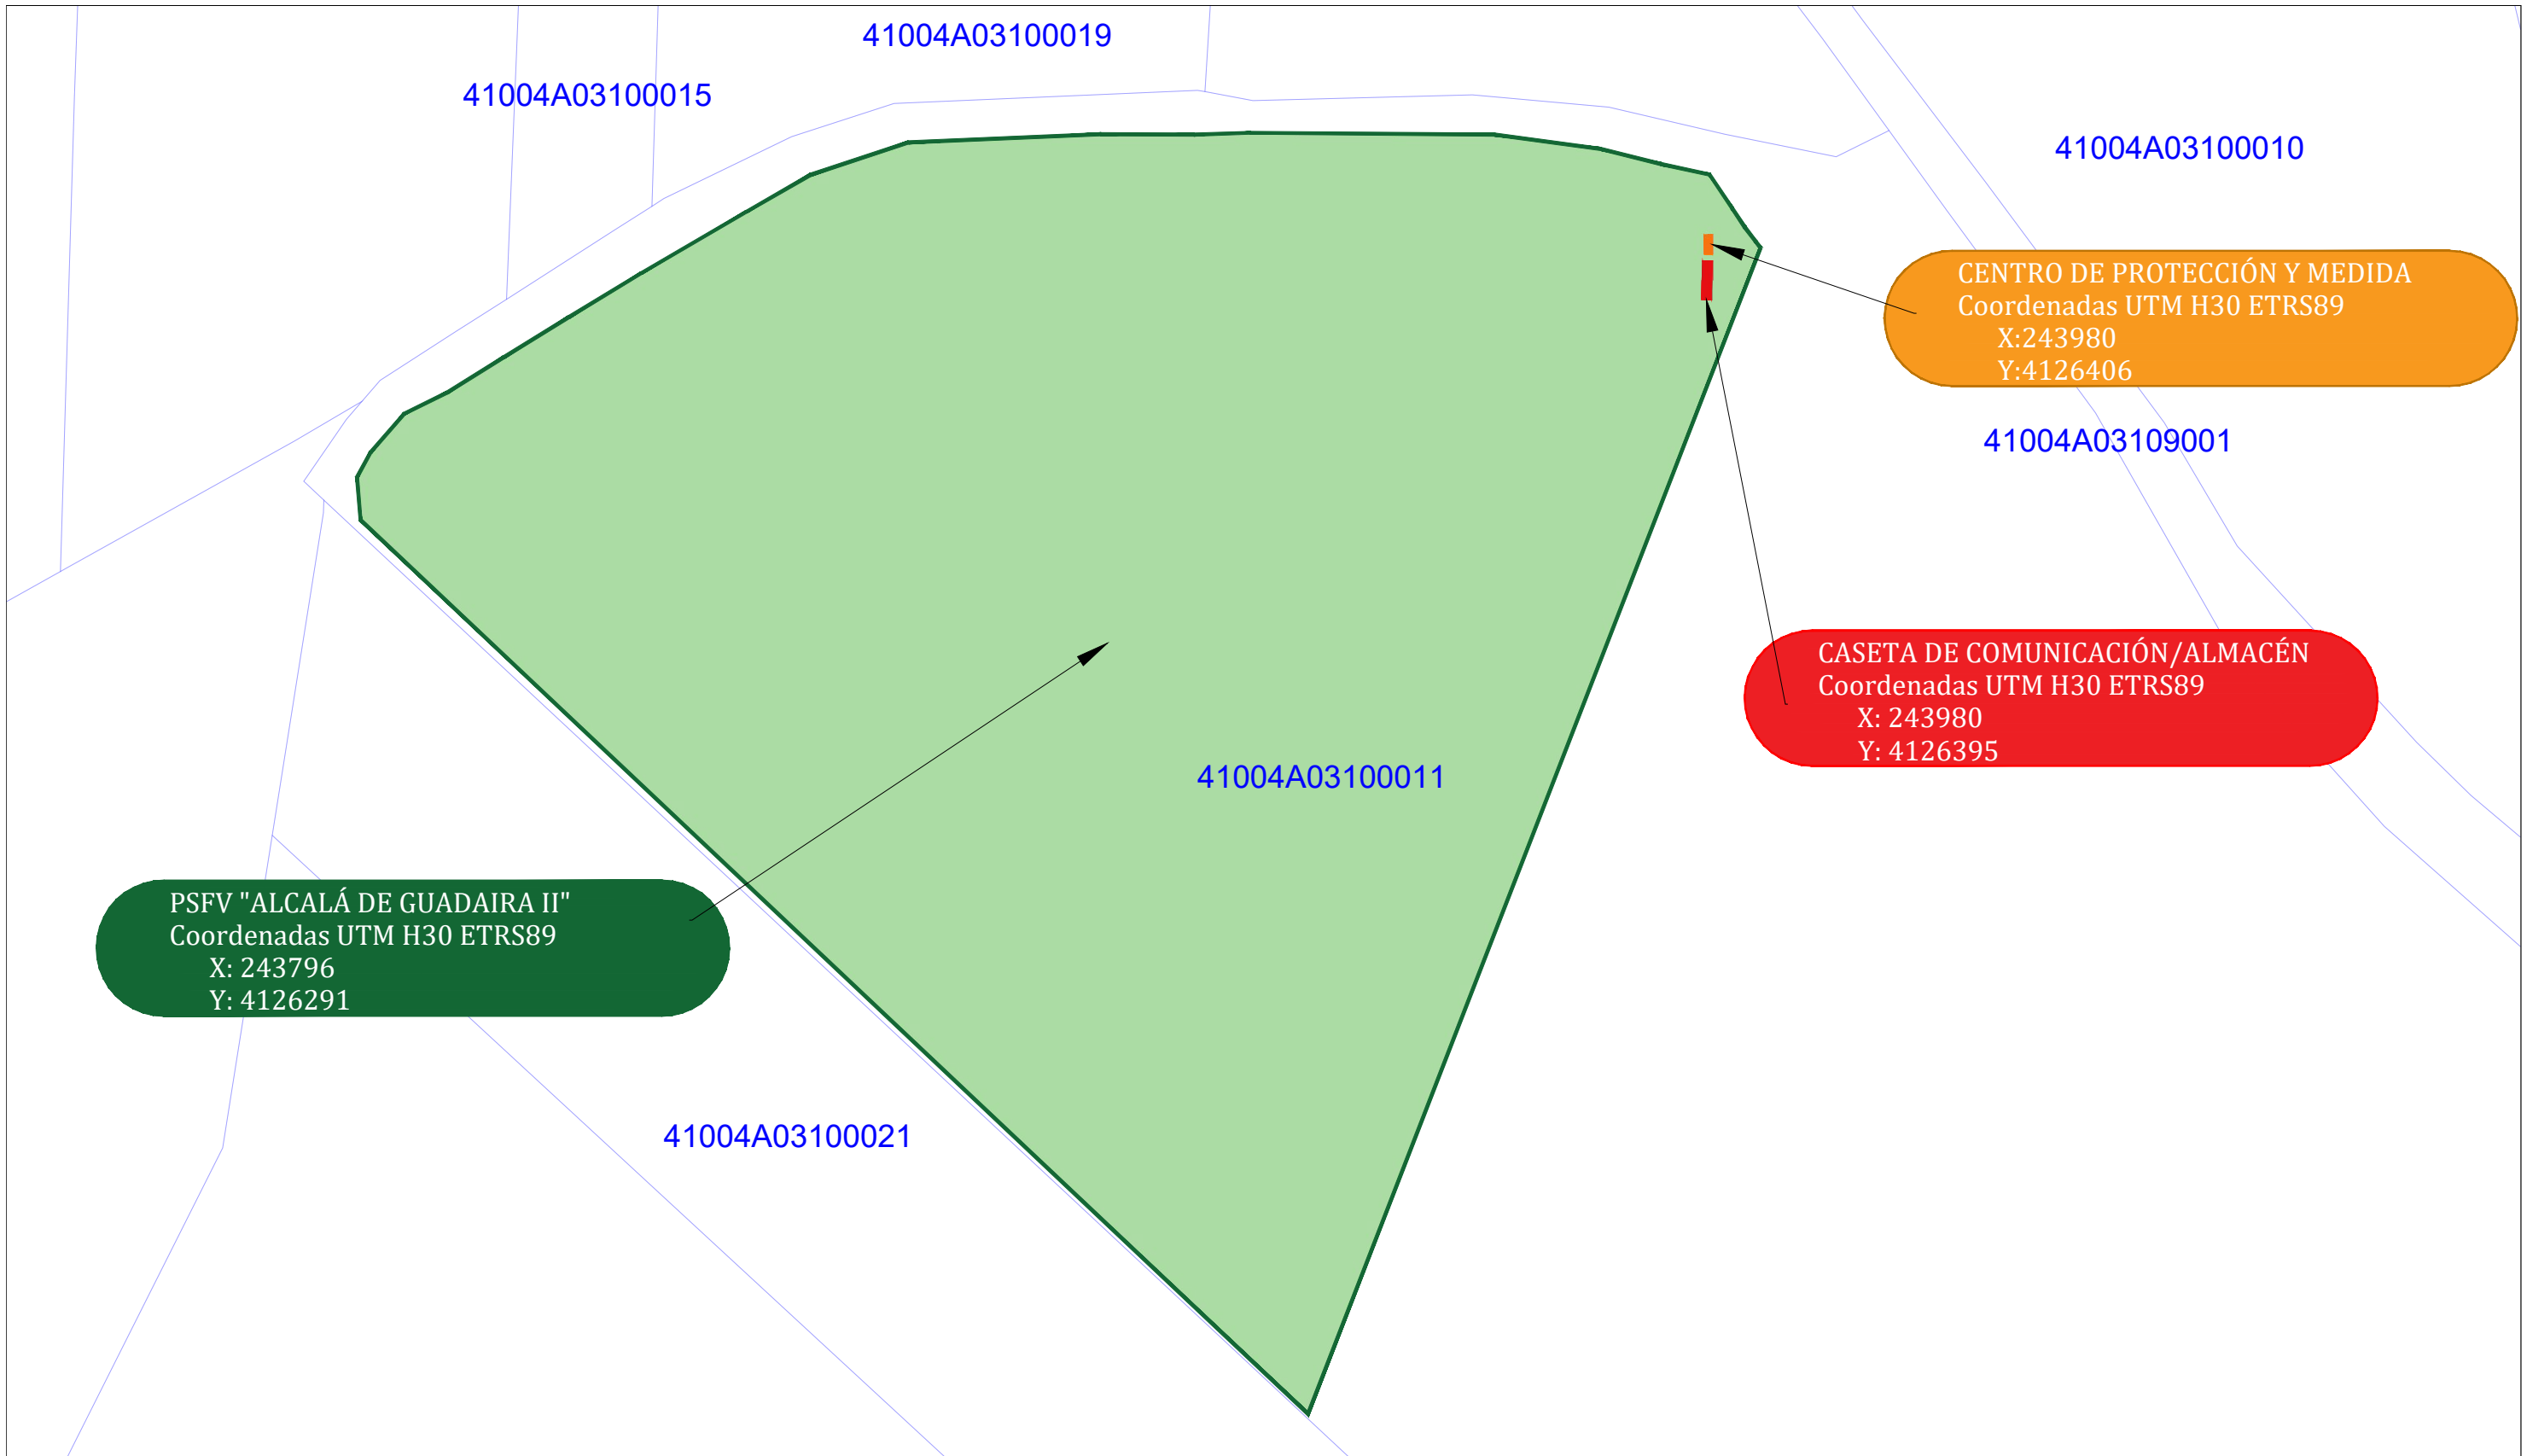 41004A03100019
41004A03100015
41004A03100010
CENTRO DE PROTECCIÓN Y MEDIDA
Coordenadas UTM H30 ETRS89
X:243980
Y:4126406
41004A03109001
CASETA DE COMUNICACIÓN/ALMACÉN
Coordenadas UTM H30 ETRS89
X: 243980
Y: 4126395
41004A03100011
PSFV "ALCALÁ DE GUADAIRA II"
Coordenadas UTM H30 ETRS89
X: 243796
Y: 4126291
41004A03100021